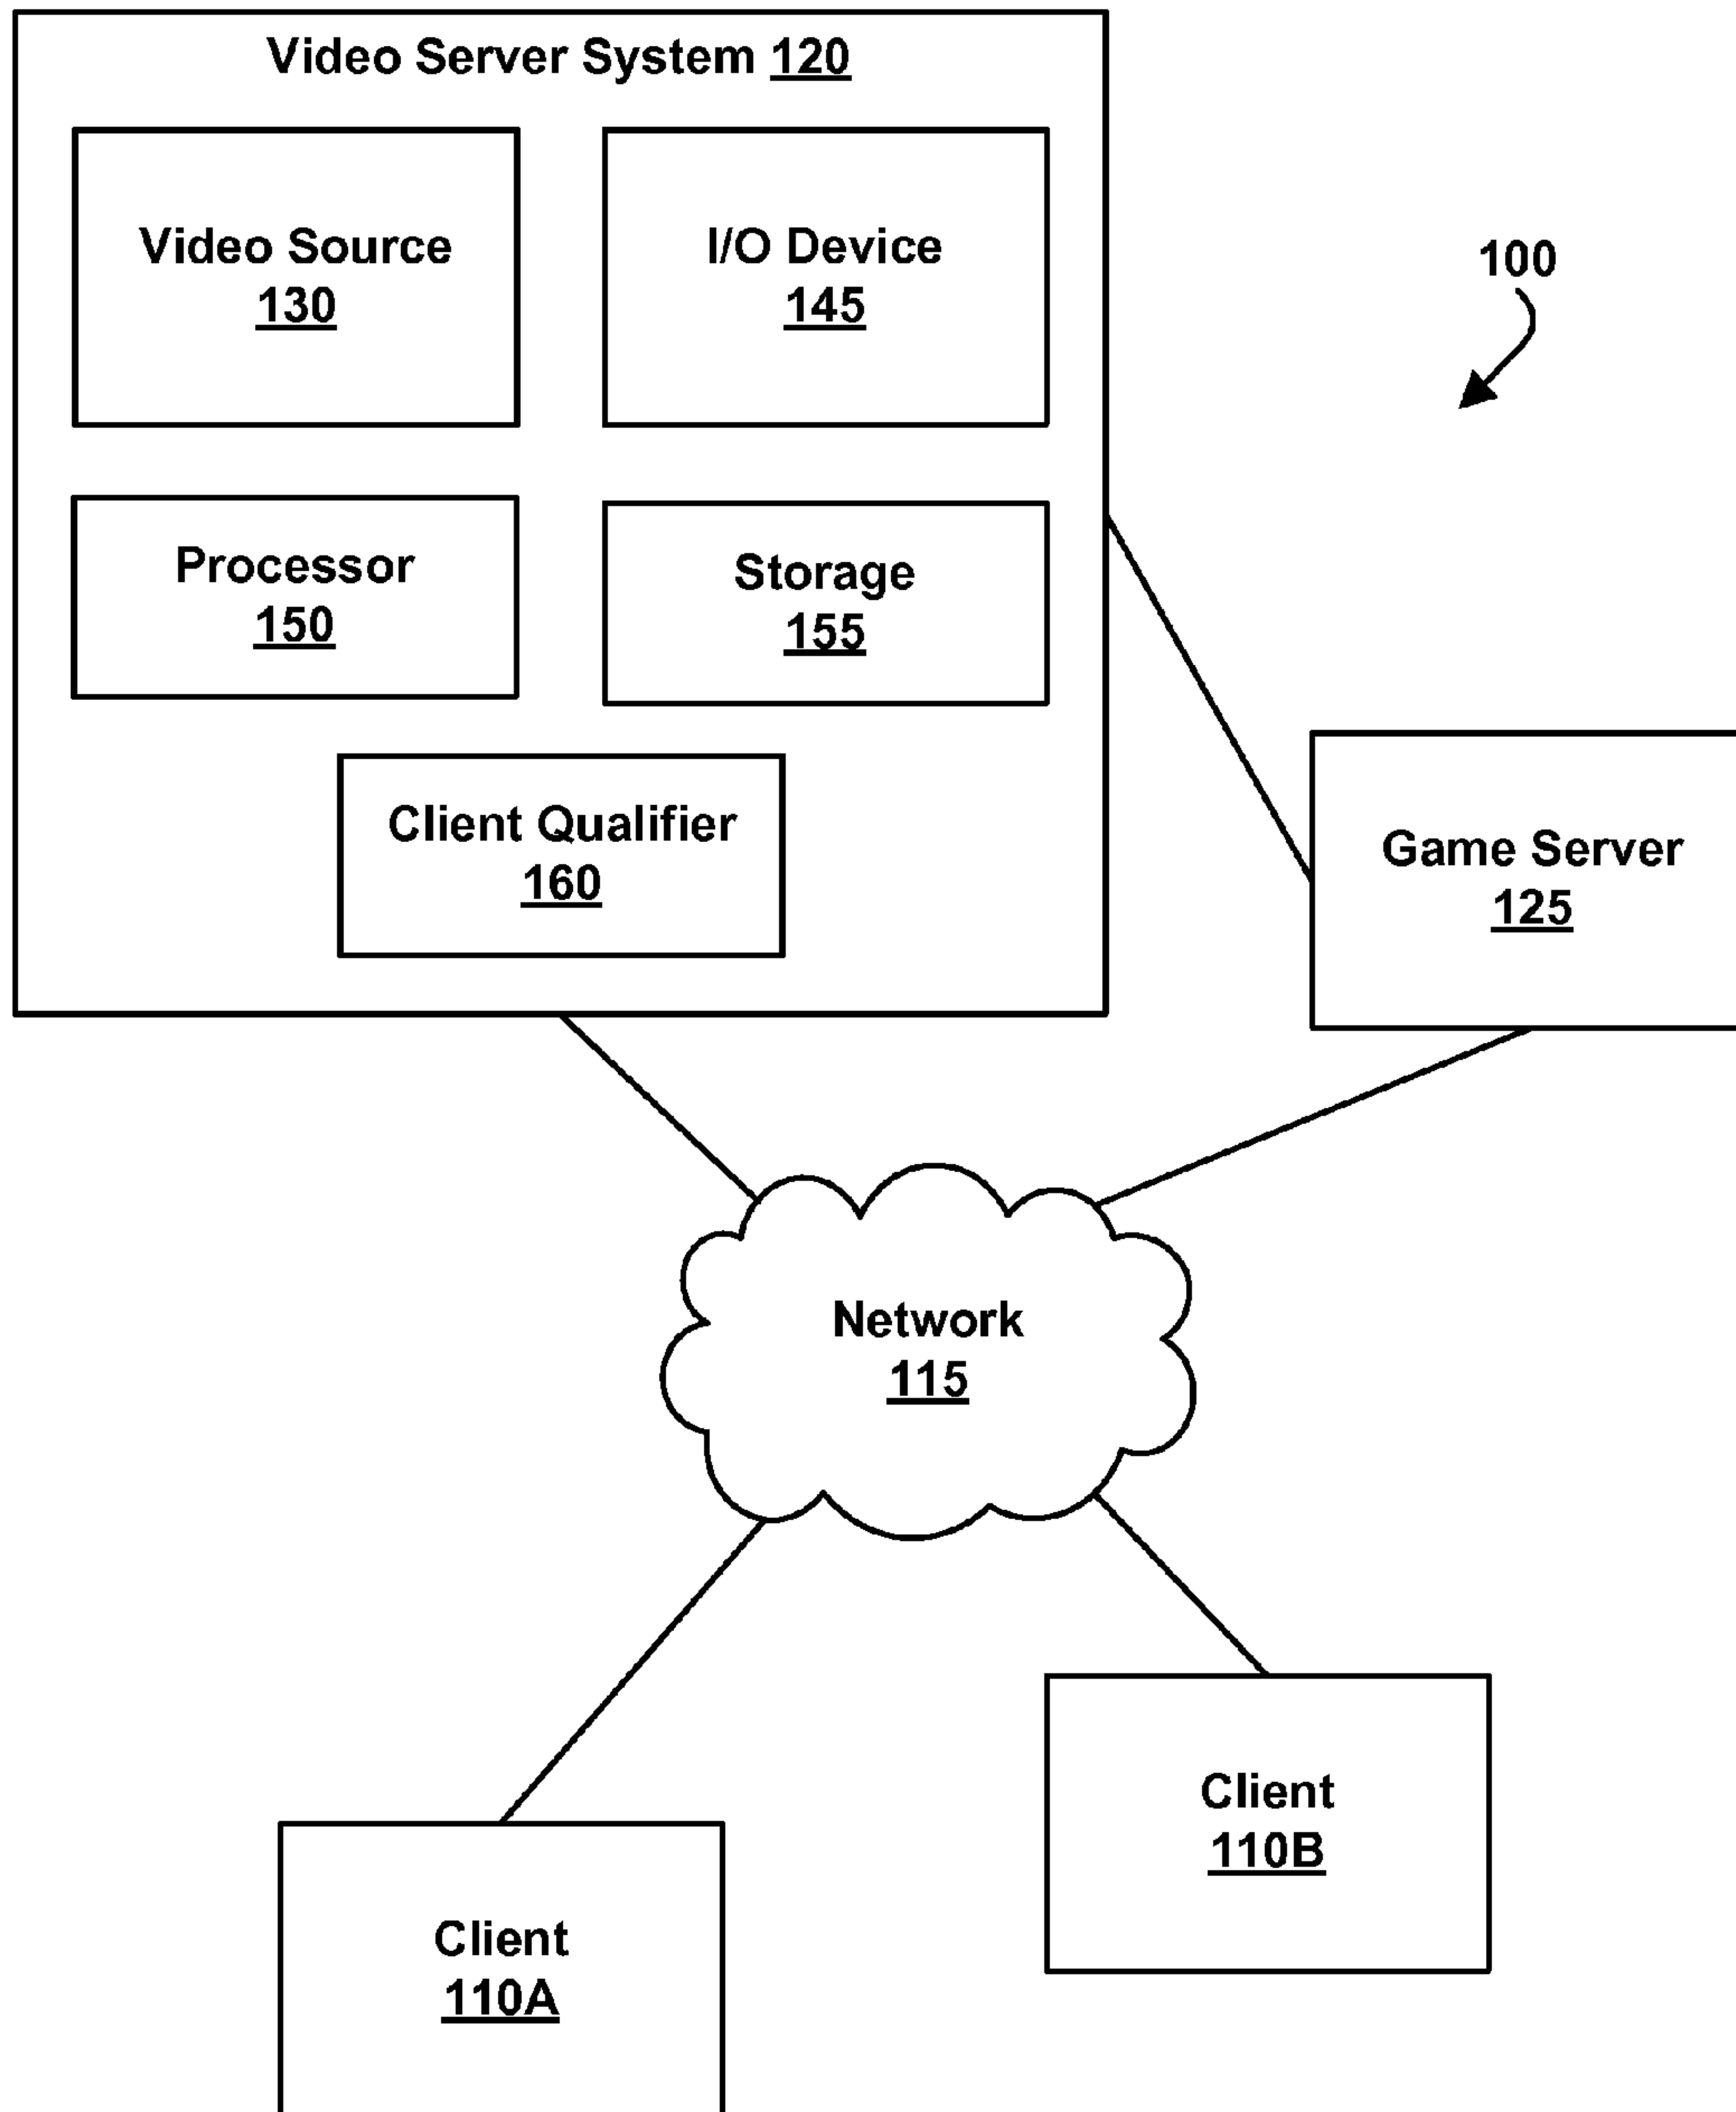 Video Server System 120
Video Source
130
I/O Device
145
100
Processor
150
Storage
155
Client Qualifier
160
Game Server
125
Network
115
Client
110B
Client
110A